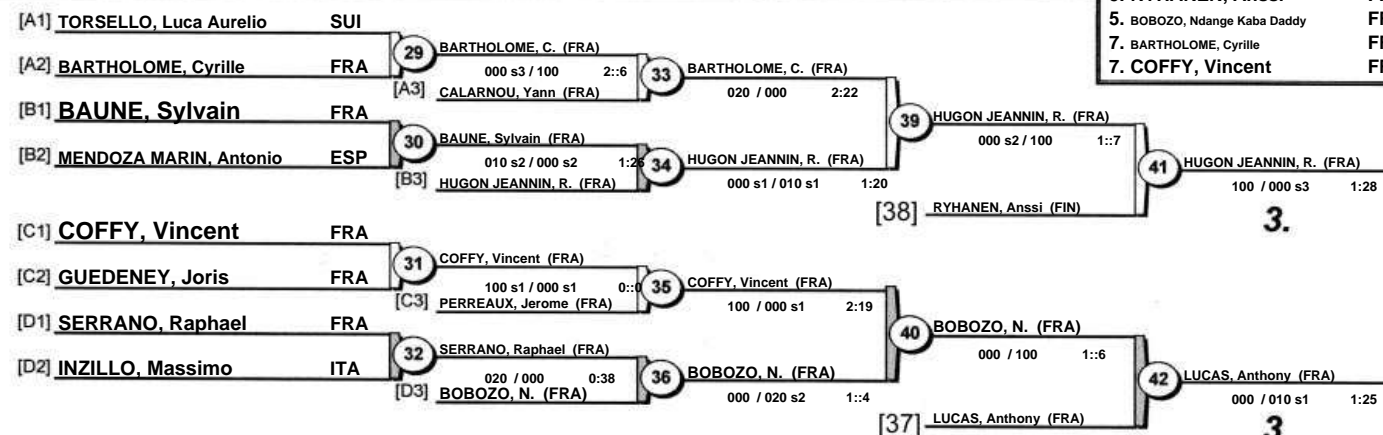 5. BOBOZO, Ndange Kaba Daddy
7. BARTHOLOME, Cyrille
7. COFFY, Vincent
[A1] TORSELLO, Luca Aurelio SUI
[A2] BARTHOLOME, Cyrille FRA
29
BARTHOLOME, C. (FRA)
000 s3 / 100 2::6
[A3] CALARNOU, Yann (FRA)
33
BARTHOLOME, C. (FRA)
020 / 000 2:22
[B1] BAUNE, Sylvain FRA
[B2] MENDOZA MARIN, Antonio ESP
30
BAUNE, Sylvain (FRA)
010 s2 / 000 s2 1:26
[B3] HUGON JEANNIN, R. (FRA)
34
HUGON JEANNIN, R. (FRA)
000 s1 / 010 s1 1:20
39
HUGON JEANNIN, R. (FRA)
000 s2 / 100 1::7
[38] RYHANEN, Anssi (FIN)
41
HUGON JEANNIN, R. (FRA)
100 / 000 s3 1:28
3.
[C1] COFFY, Vincent FRA
[C2] GUEDENEY, Joris FRA
31
COFFY, Vincent (FRA)
100 s1 / 000 s1
[C3] PERREAUX, Jerome (FRA)
35
COFFY, Vincent (FRA)
100 / 000 s1 2:19
[D1] SERRANO, Raphael FRA
[D2] INZILLO, Massimo ITA
32
SERRANO, Raphael (FRA)
020 / 000 0:38
[D3] BOBOZO, N. (FRA)
36
BOBOZO, N. (FRA)
000 / 020 s2 1::4
40
BOBOZO, N. (FRA)
000 / 100 1::6
[37] LUCAS, Anthony (FRA)
42
LUCAS, Anthony (FRA)
000 / 010 s1 1:25
3